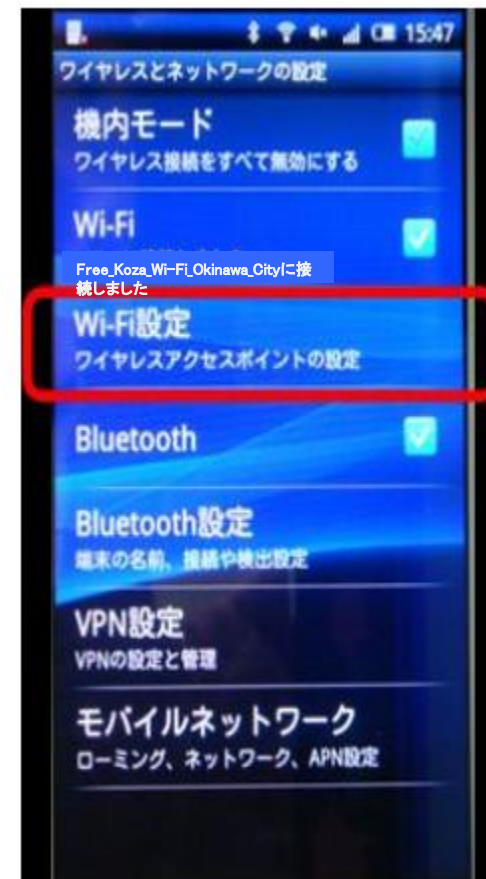 15:47
ワイヤレスとネットワークの設定
機内モード
ワイヤレス接続をすべて無効にする
Wi-Fi
Free_Koza_Wi-Fi_Okinawa_Cityに接
続しました
Wi-Fi設定
ワイヤレスアクセスポイントの設定
Bluetooth
Bluetooth設定
端末の名前、接続や検出設定
VPN設定
VPNの設定と管理
モバイルネットワーク
ローミング、ネットワーク、APN設定